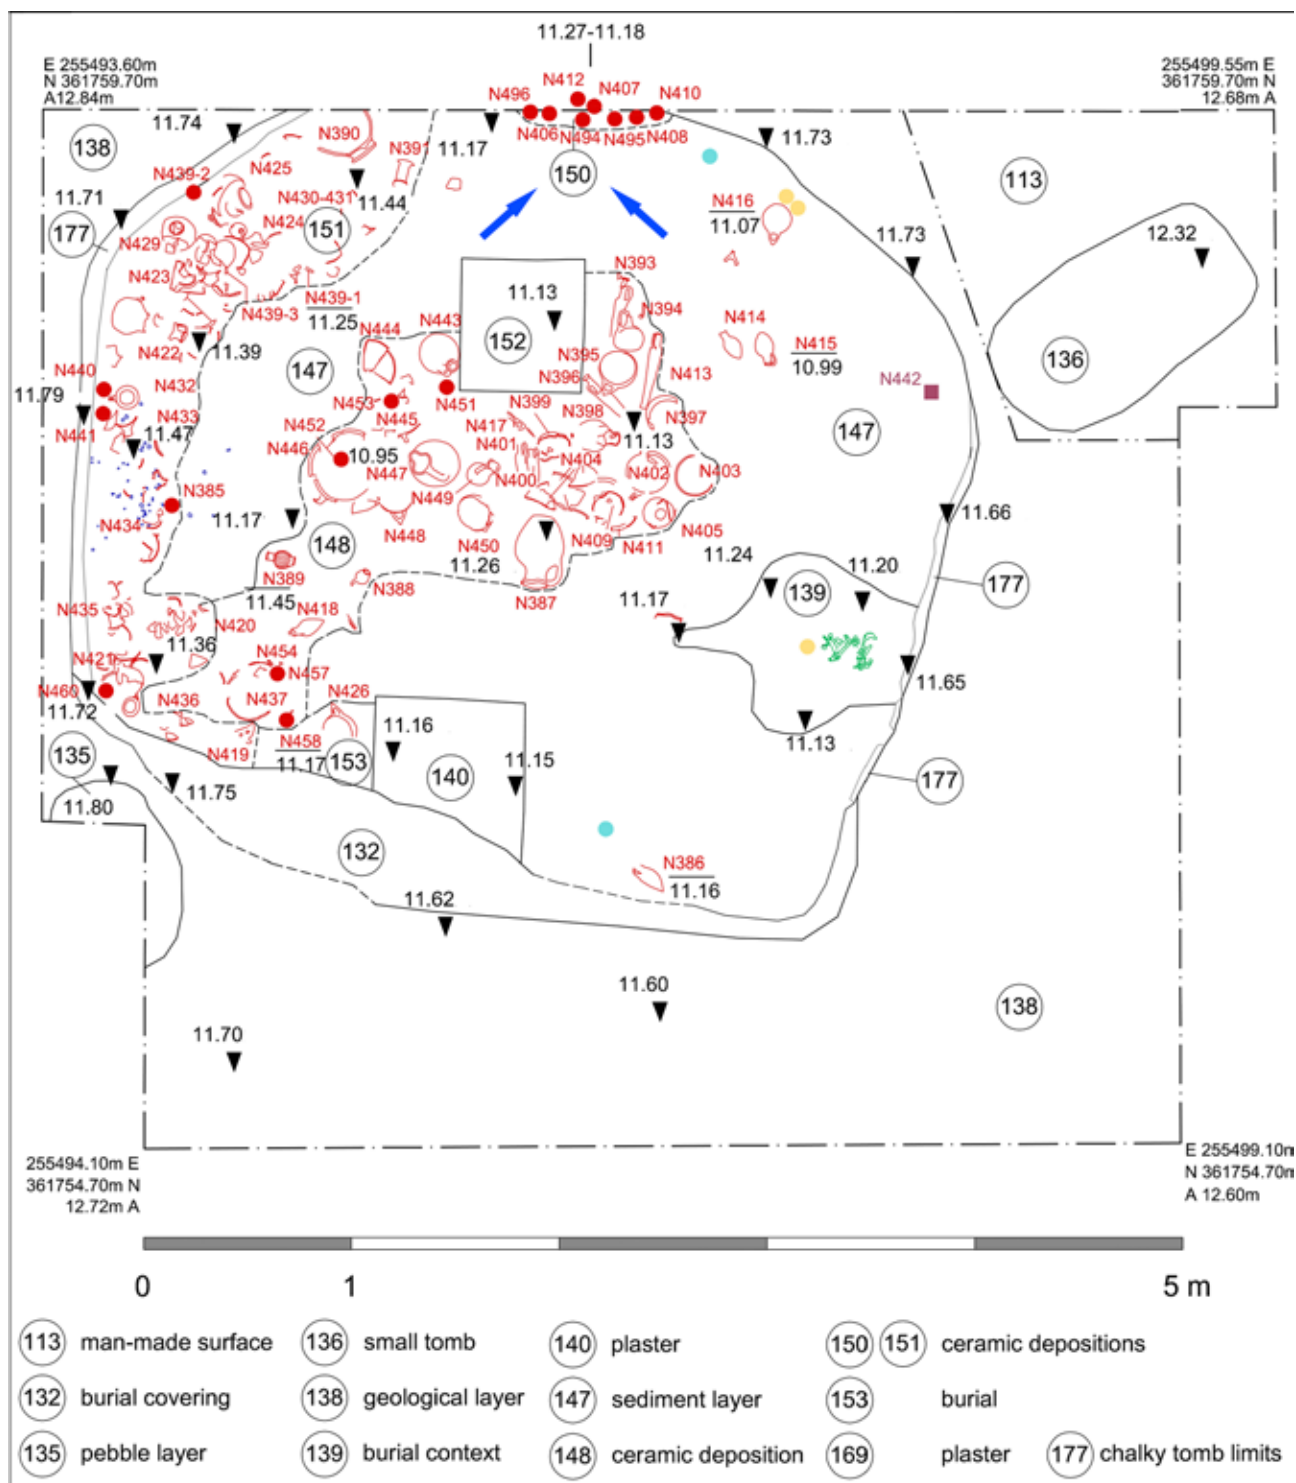 11.27-11.18
E 255493.60m
N 361759.70m
A12.84m
255499.55m E
361759.70m N
12.68m A
N412
N407
N496
N410
N406
N494
N495
N408
11.74
N390
11.17
11.73
138
N391
150
113
N425
N439-2
11.71
N430-431
11.44
N416
11.07
177
N424
151
N429
11.73
12.32
N423
N393
N439-1
11.25
11.13
N394
N439-3
N443
N444
152
N414
N415
10.99
N422
11.39
N395
136
N440
147
N396
N413
N442
11.79
N432
N453
N451
N399
N398
N397
N433
N445
N417
N441
11.47
N452
11.13
147
N446
10.95
N401
N404
N447
N402
N403
N385
N400
N449
11.66
N434
11.17
N448
N405
148
N450
N409
N411
11.24
11.20
11.26
N389
11.45
N388
N387
139
177
N435
N418
11.17
N420
11.36
N421
N454
11.65
N460
N457
11.72
N436
N437
N426
11.16
11.13
N419
N458
11.17
153
135
11.15
140
177
11.80
11.75
132
N386
11.16
11.62
11.60
138
11.70
255494.10m E
361754.70m N
12.72m A
E 255499.10m
N 361754.70m
A 12.60m
0 1 5 m
113 man-made surface 136 small tomb 140 plaster 150 151 ceramic depositions
132 burial covering 138 geological layer 147 sediment layer 153 burial
135 pebble layer 139 burial context 148 ceramic deposition 169 plaster 177 chalky tomb limits